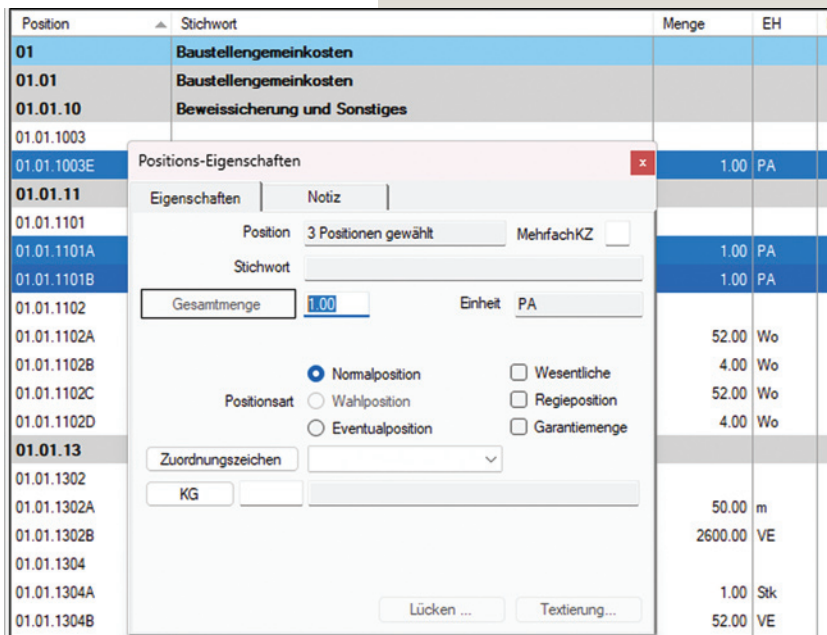 Position Stichwort Menge EH
01 Baustellengemeinkosten
01.01 Baustellengemeinkosten
01.01.10 Beweissicherung und Sonstiges
01.01.1003
01.01.1003E 1.00 PA
01.01.11
01.01.1101
01.01.1101A 1.00 PA
01.01.1101B 1.00 PA
01.01.1102
01.01.1102A 52.00 Wo
01.01.1102B 4.00 Wo
01.01.1102C 52.00 Wo
01.01.1102D 4.00 Wo
01.01.13
01.01.1302
01.01.1302A 50.00 m
01.01.1302B 2600.00 VE
01.01.1304
01.01.1304A 1.00 Stk
01.01.1304B 52.00 VE
Positions-Eigenschaften x
Eigenschaften Notiz
Position 3 Positionen gewählt MehrfachKZ
Stichwort
Gesamtmenge 1.00 Einheit PA
Normalposition Wesentliche
Positionsart Wahlposition Regieposition
Eventualposition Garantiemenge
Zuordnungszeichen
KG
Lücken ... Textierung...